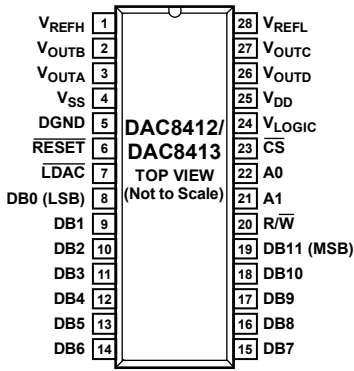 VREFH 1
VOUTB 2
VOUTA 3
VSS 4
DGND 5
RESET 6
LDAC 7
DB0 (LSB) 8
DB1 9
DB2 10
DB3 11
DB4 12
DB5 13
DB6 14
DAC8412/
DAC8413
TOP VIEW
(Not to Scale)
28 VREFL
27 VOUTC
26 VOUTD
25 VDD
24 VLOGIC
23 CS
22 A0
21 A1
20 R/W
19 DB11 (MSB)
18 DB10
17 DB9
16 DB8
15 DB7